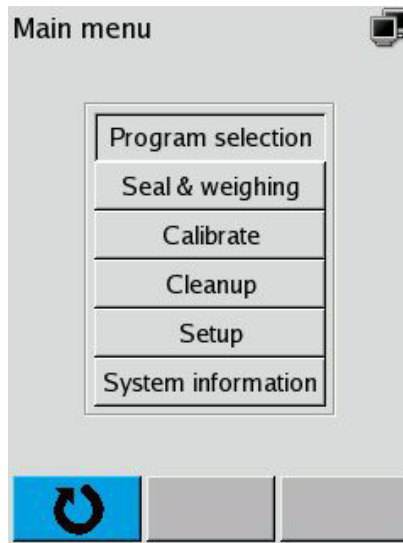 Main menu
Program selection
Seal & weighing
Calibrate
Cleanup
Setup
System information